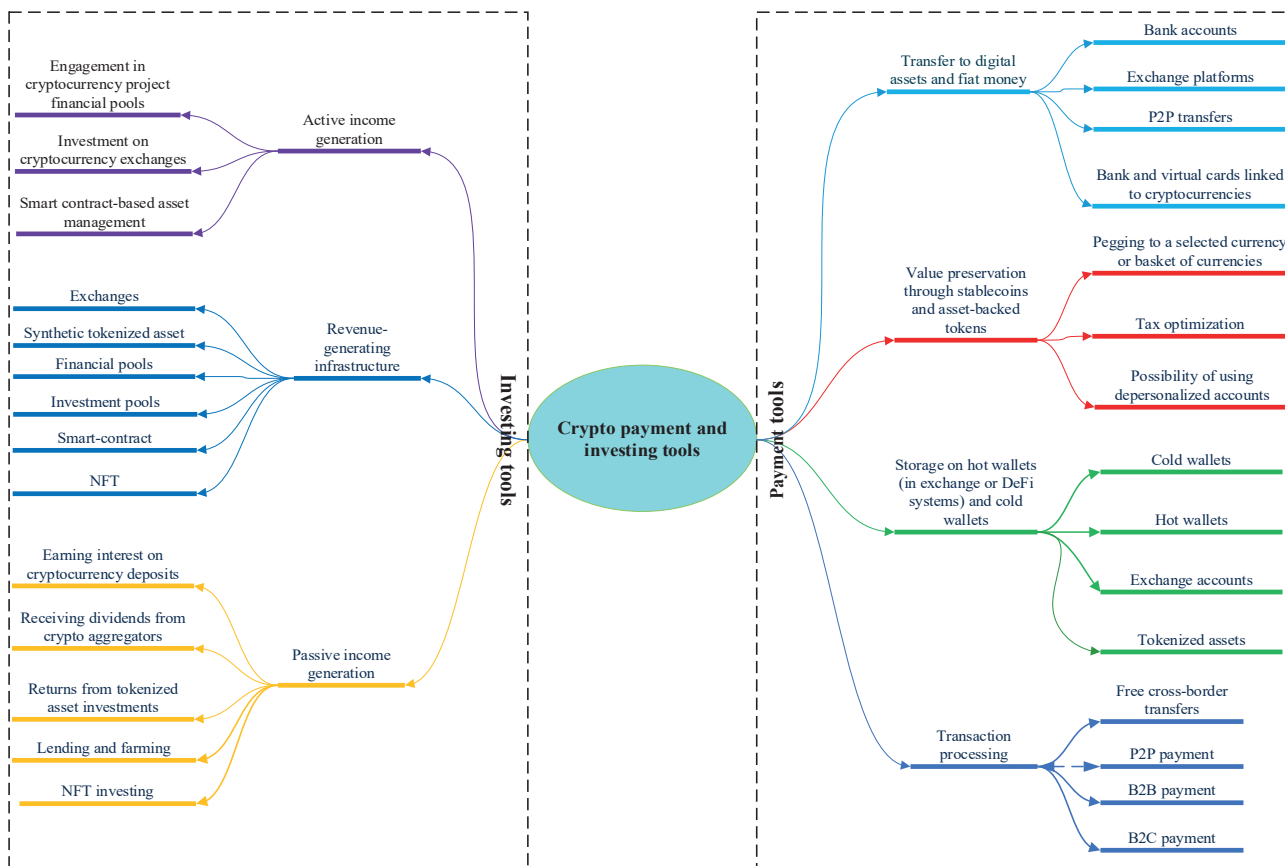 Engagement in
cryptocurrency project
financial pools
Investment on
cryptocurrency exchanges
Smart contract-based asset
management
Active income
generation
Exchanges
Synthetic tokenized asset
Financial pools
Investment pools
Smart-contract
NFT
Revenue-
generating
infrastructure
Earning interest on
cryptocurrency deposits
Receiving dividends from
crypto aggregators
Returns from tokenized
asset investments
Lending and farming
NFT investing
Passive income
generation
Investing tools
Crypto payment and
investing tools
Payment tools
Transfer to digital
assets and fiat money
Bank accounts
Exchange platforms
P2P transfers
Bank and virtual cards linked
to cryptocurrencies
Value preservation
through stablecoins
and asset-backed
tokens
Pegging to a selected currency
or basket of currencies
Tax optimization
Possibility of using
depersonalized accounts
Storage on hot wallets
(in exchange or DeFi
systems) and cold
wallets
Cold wallets
Hot wallets
Exchange accounts
Tokenized assets
Transaction
processing
Free cross-border
transfers
P2P payment
B2B payment
B2C payment